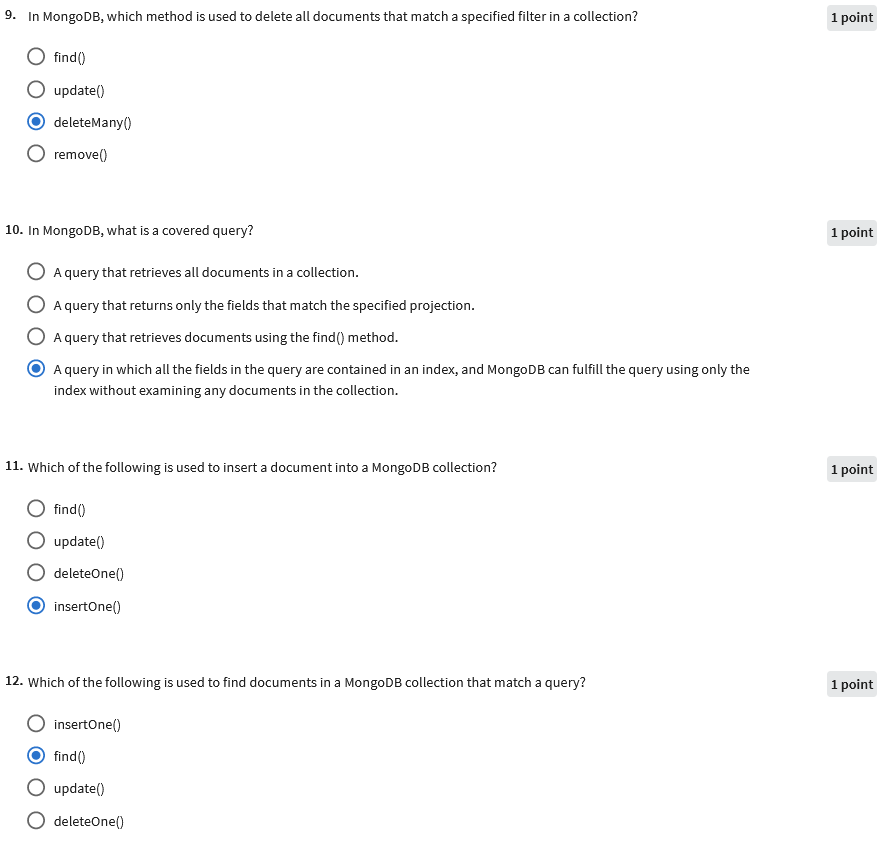 9. In MongoDB, which method is used to delete all documents that match a specified filter in a collection? 1 point
find()
update()
deleteMany()
remove()
10. In MongoDB, what is a covered query? 1 point
A query that retrieves all documents in a collection.
A query that returns only the fields that match the specified projection.
A query that retrieves documents using the find() method.
A query in which all the fields in the query are contained in an index, and MongoDB can fulfill the query using only the
index without examining any documents in the collection.
11. Which of the following is used to insert a document into a MongoDB collection? 1 point
find()
update()
deleteOne()
insertOne()
12. Which of the following is used to find documents in a MongoDB collection that match a query? 1 point
insertOne()
find()
update()
deleteOne()